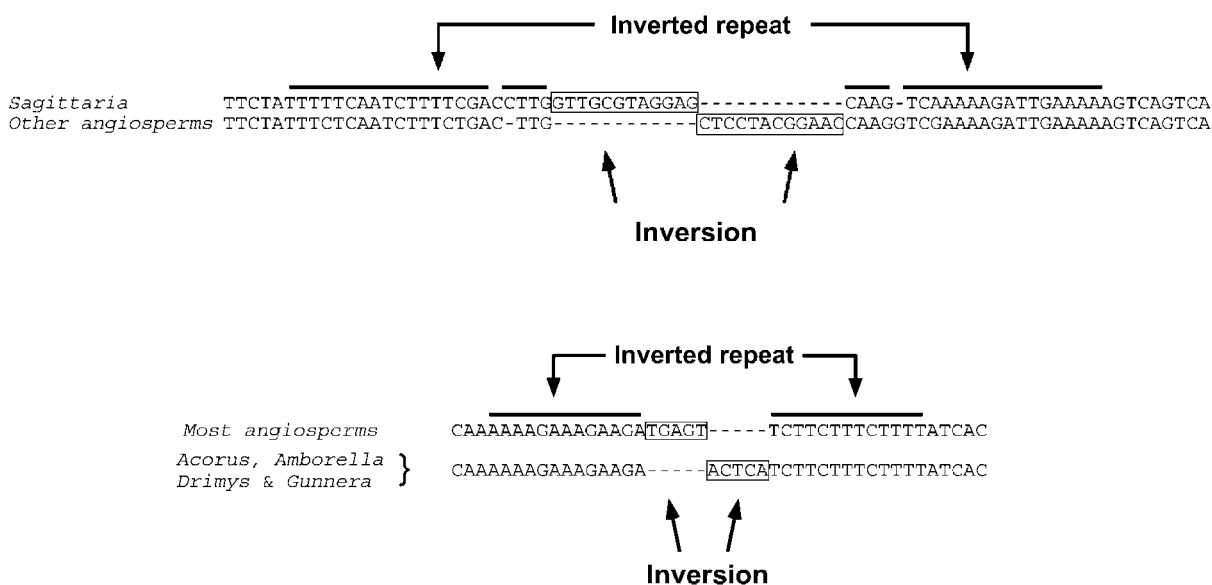 Inverted repeat
Sagittaria TTCTATTTTTCAATCTTTTCGACCTTGGTTGCGTAGGAG----------CAAG-TCAAAAAGATTGAAAAAGTCAGTCA
Other angiosperms TTCTATTTCTCAATCTTTCTGAC-TTG----------CTCCTACGGAACCAAGGTCGAAAAGATTGAAAAAGTCAGTCA
Inversion
Inverted repeat
Most angiosperms CAAAAAAGAAAGAAGATGAGT-----TCTTCTTTCTTTTATCAC
Acorus, Amborella
Drimys & Gunnera } CAAAAAAGAAAGAAGA-----ACTCATCTTCTTTCTTTTATCAC
Inversion